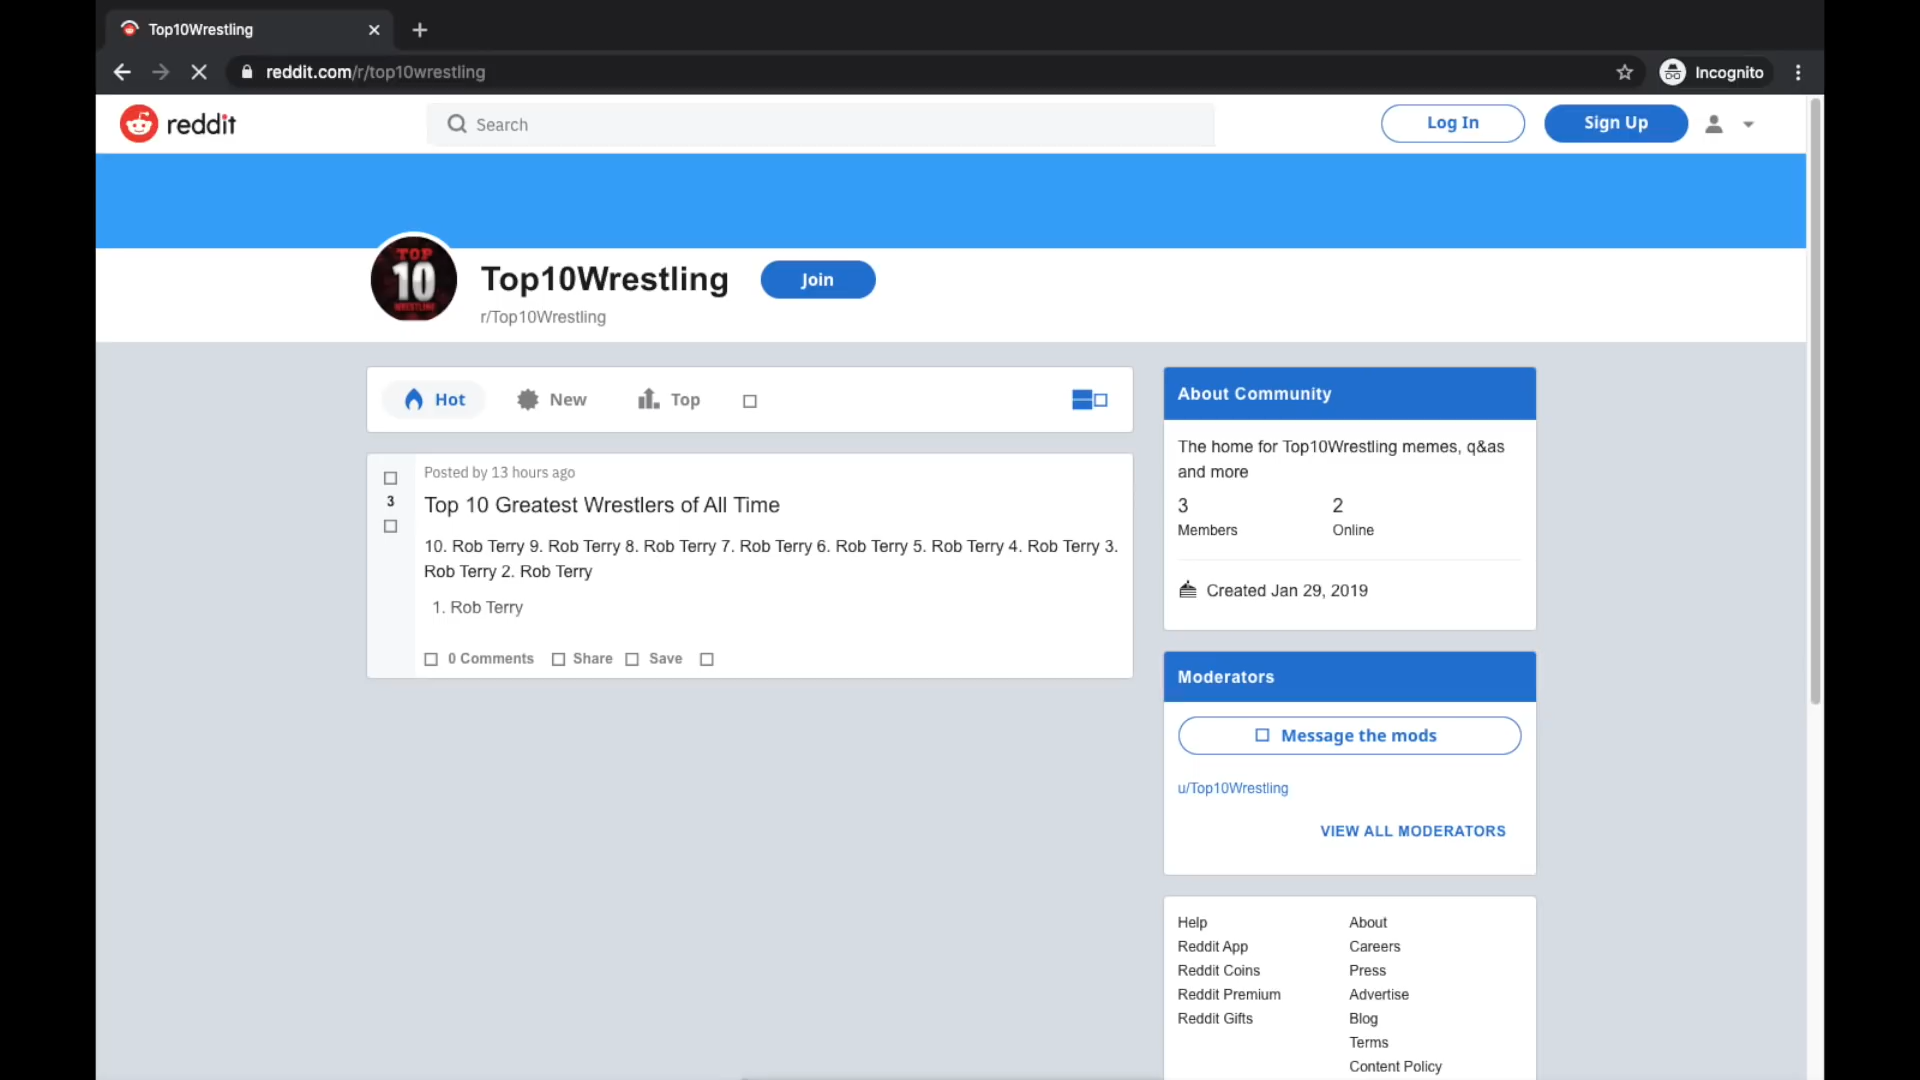 Top10Wrestling
reddit.com/r/top10wrestling
Incognito
reddit
Search
Log In
Sign Up
TOP
10
WRESTLING
Top10Wrestling
Join
r/Top10Wrestling
Hot
New
Top
About Community
The home for Top10Wrestling memes, q&as
and more
3
2
Members
Online
Created Jan 29, 2019
3
Posted by 13 hours ago
Top 10 Greatest Wrestlers of All Time
10. Rob Terry 9. Rob Terry 8. Rob Terry 7. Rob Terry 6. Rob Terry 5. Rob Terry 4. Rob Terry 3.
Rob Terry 2. Rob Terry
1. Rob Terry
0 Comments
Share
Save
Moderators
Message the mods
u/Top10Wrestling
VIEW ALL MODERATORS
Help
Reddit App
Reddit Coins
Reddit Premium
Reddit Gifts
About
Careers
Press
Advertise
Blog
Terms
Content Policy